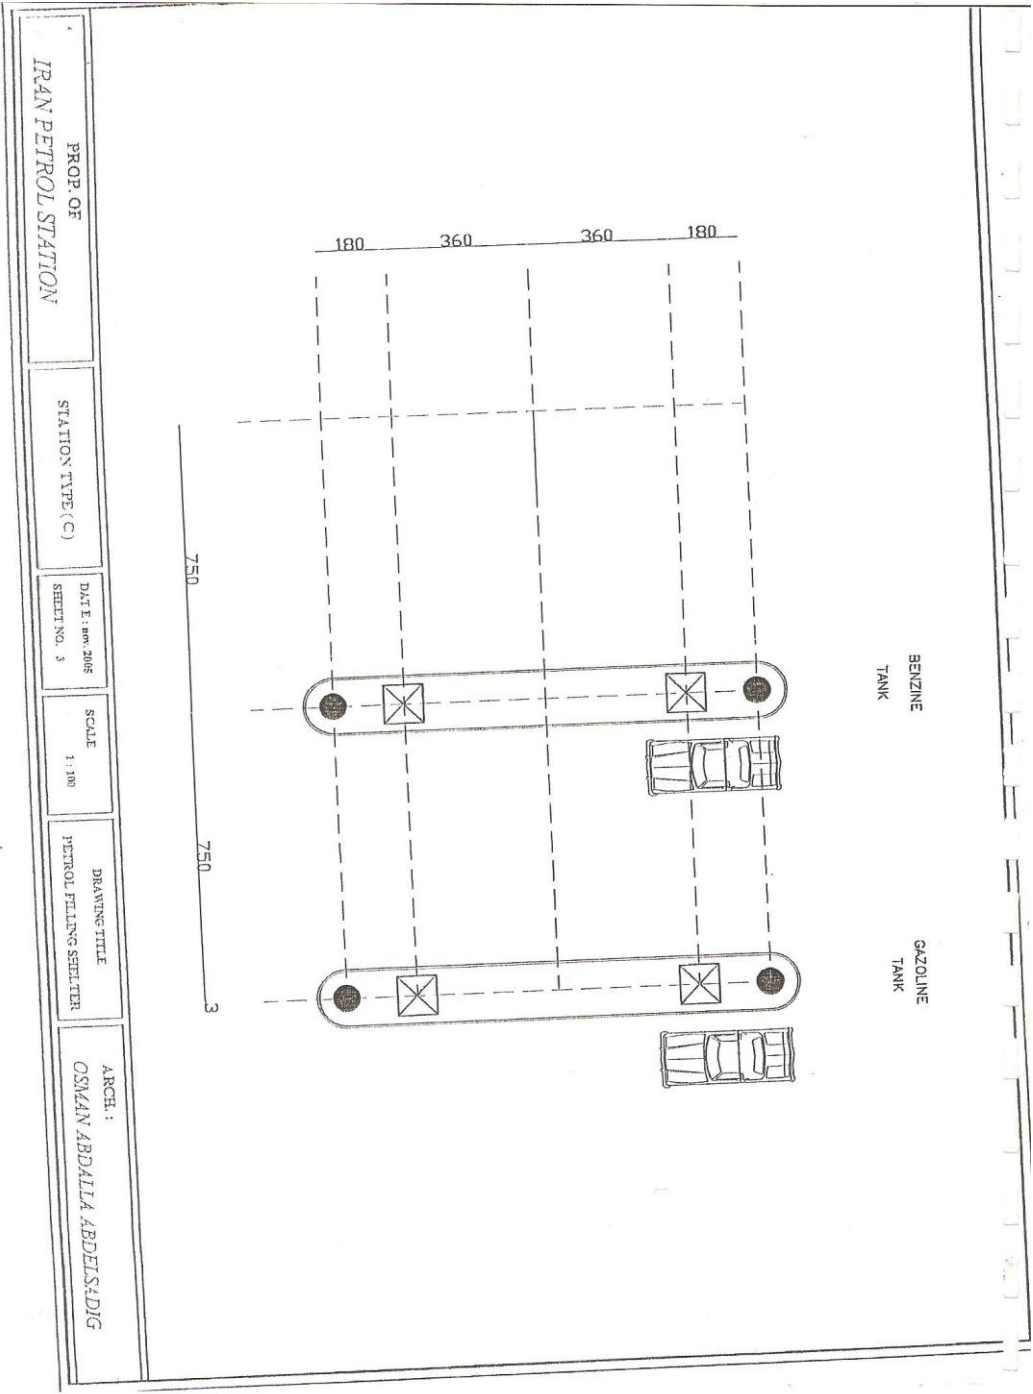 BENZINE
TANK
GAZOLINE
TANK
180
360
360
180
750
750
3
PROP. OF
IRAN PETROL STATION
STATION TYPE ( C )
DATE : nov. 2005
SHEET NO. 3
SCALE
1 : 100
DRAWING TITLE
PETROL FILLING SHELTER
ARCH. :
OSMAN ABDALLA ABDELSADIG